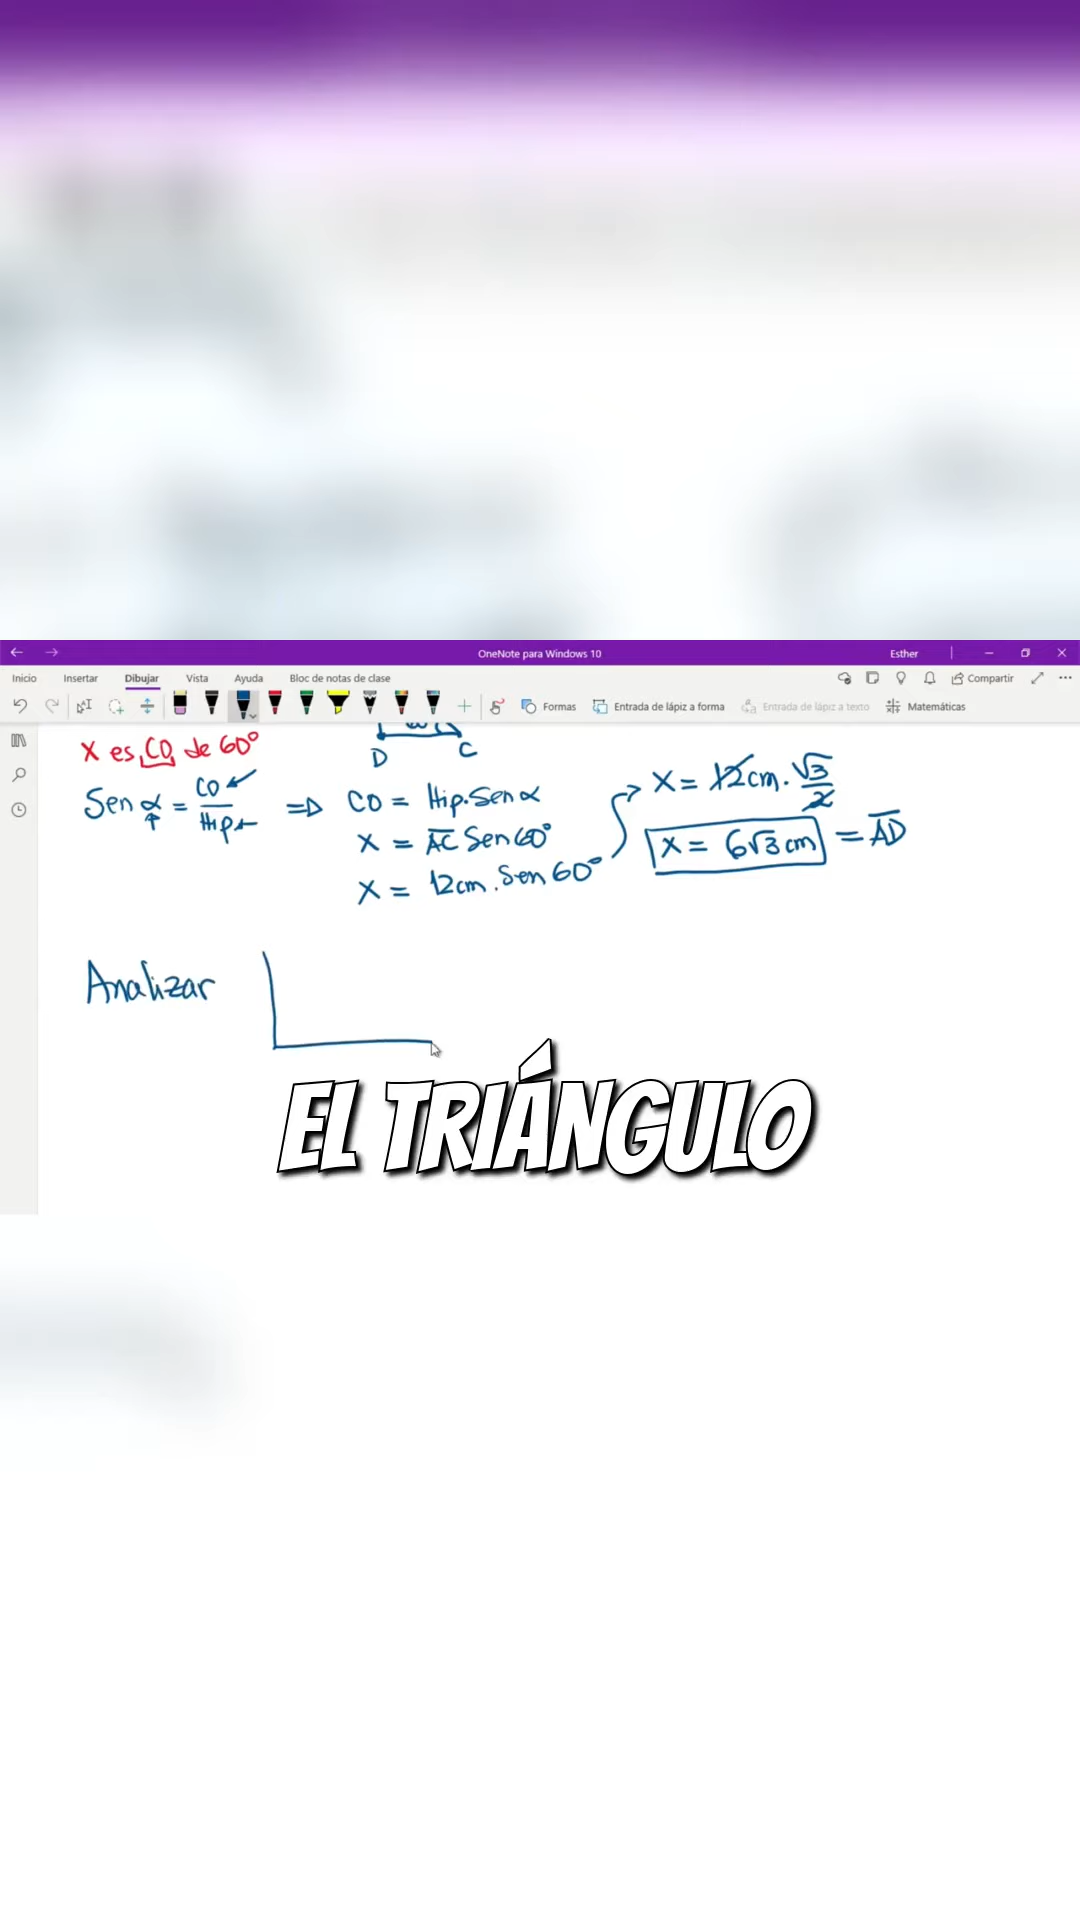 OneNote para Windows 10
Esther
Inicio Insertar Dibujar Vista Ayuda Bloc de notas de clase
Compartir
Formas Entrada de lápiz a forma Entrada de lápiz a texto Matemáticas
X es CO de 60°
D C
Sen α = CO / Hip ⇒ CO = Hip. Sen α
X = AC Sen 60°
X = 12cm. Sen 60°
X = 12cm. √3/2
X = 6√3 cm = AD
Analizar
EL TRIÁNGULO